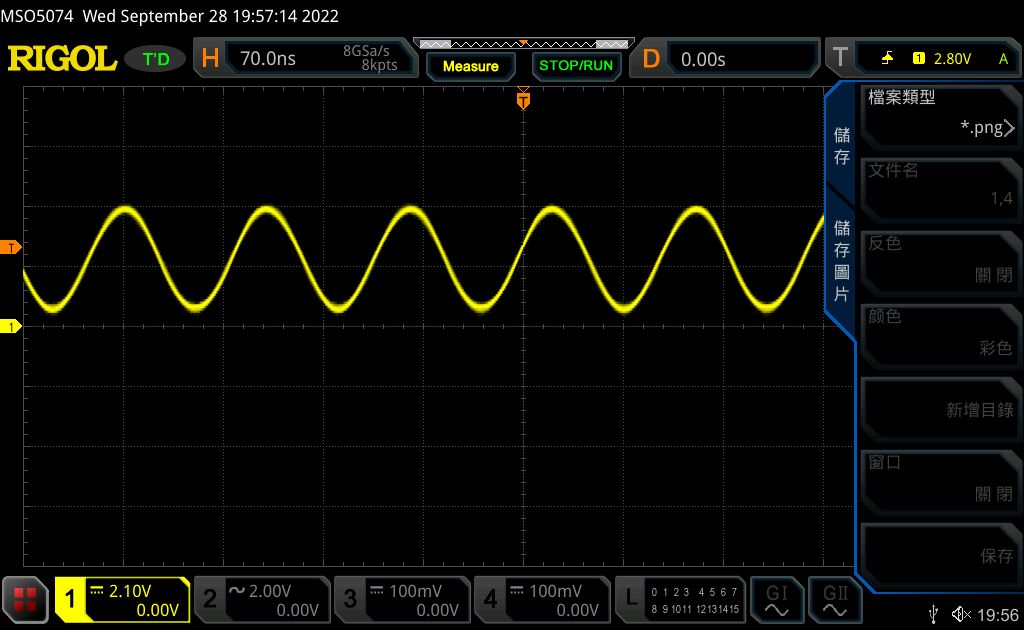 MSO5074 Wed September 28 19:57:14 2022
RIGOL
T'D
H
70.0ns
8GSa/s
8kpts
Measure
STOP/RUN
D
0.00s
T
1
2.80V
A
T
T
1
儲存
儲存圖片
檔案類型
*.png
文件名
1,4
反色
關閉
颜色
彩色
新增目錄
窗口
關閉
保存
1
2.10V
0.00V
2
2.00V
0.00V
3
100mV
0.00V
4
100mV
0.00V
L
0 1 2 3 4 5 6 7
8 9 10 11 12 13 14 15
GI
GII
19:56